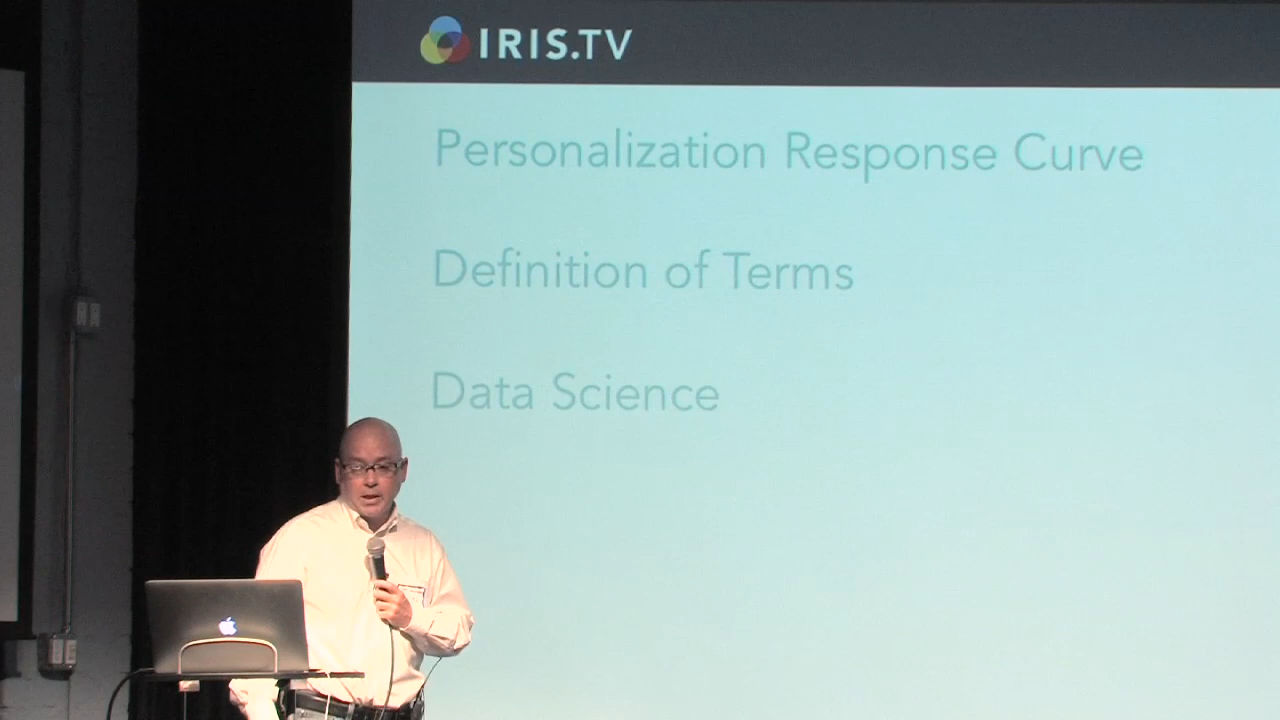 IRIS.TV
Personalization Response Curve
Definition of Terms
Data Science